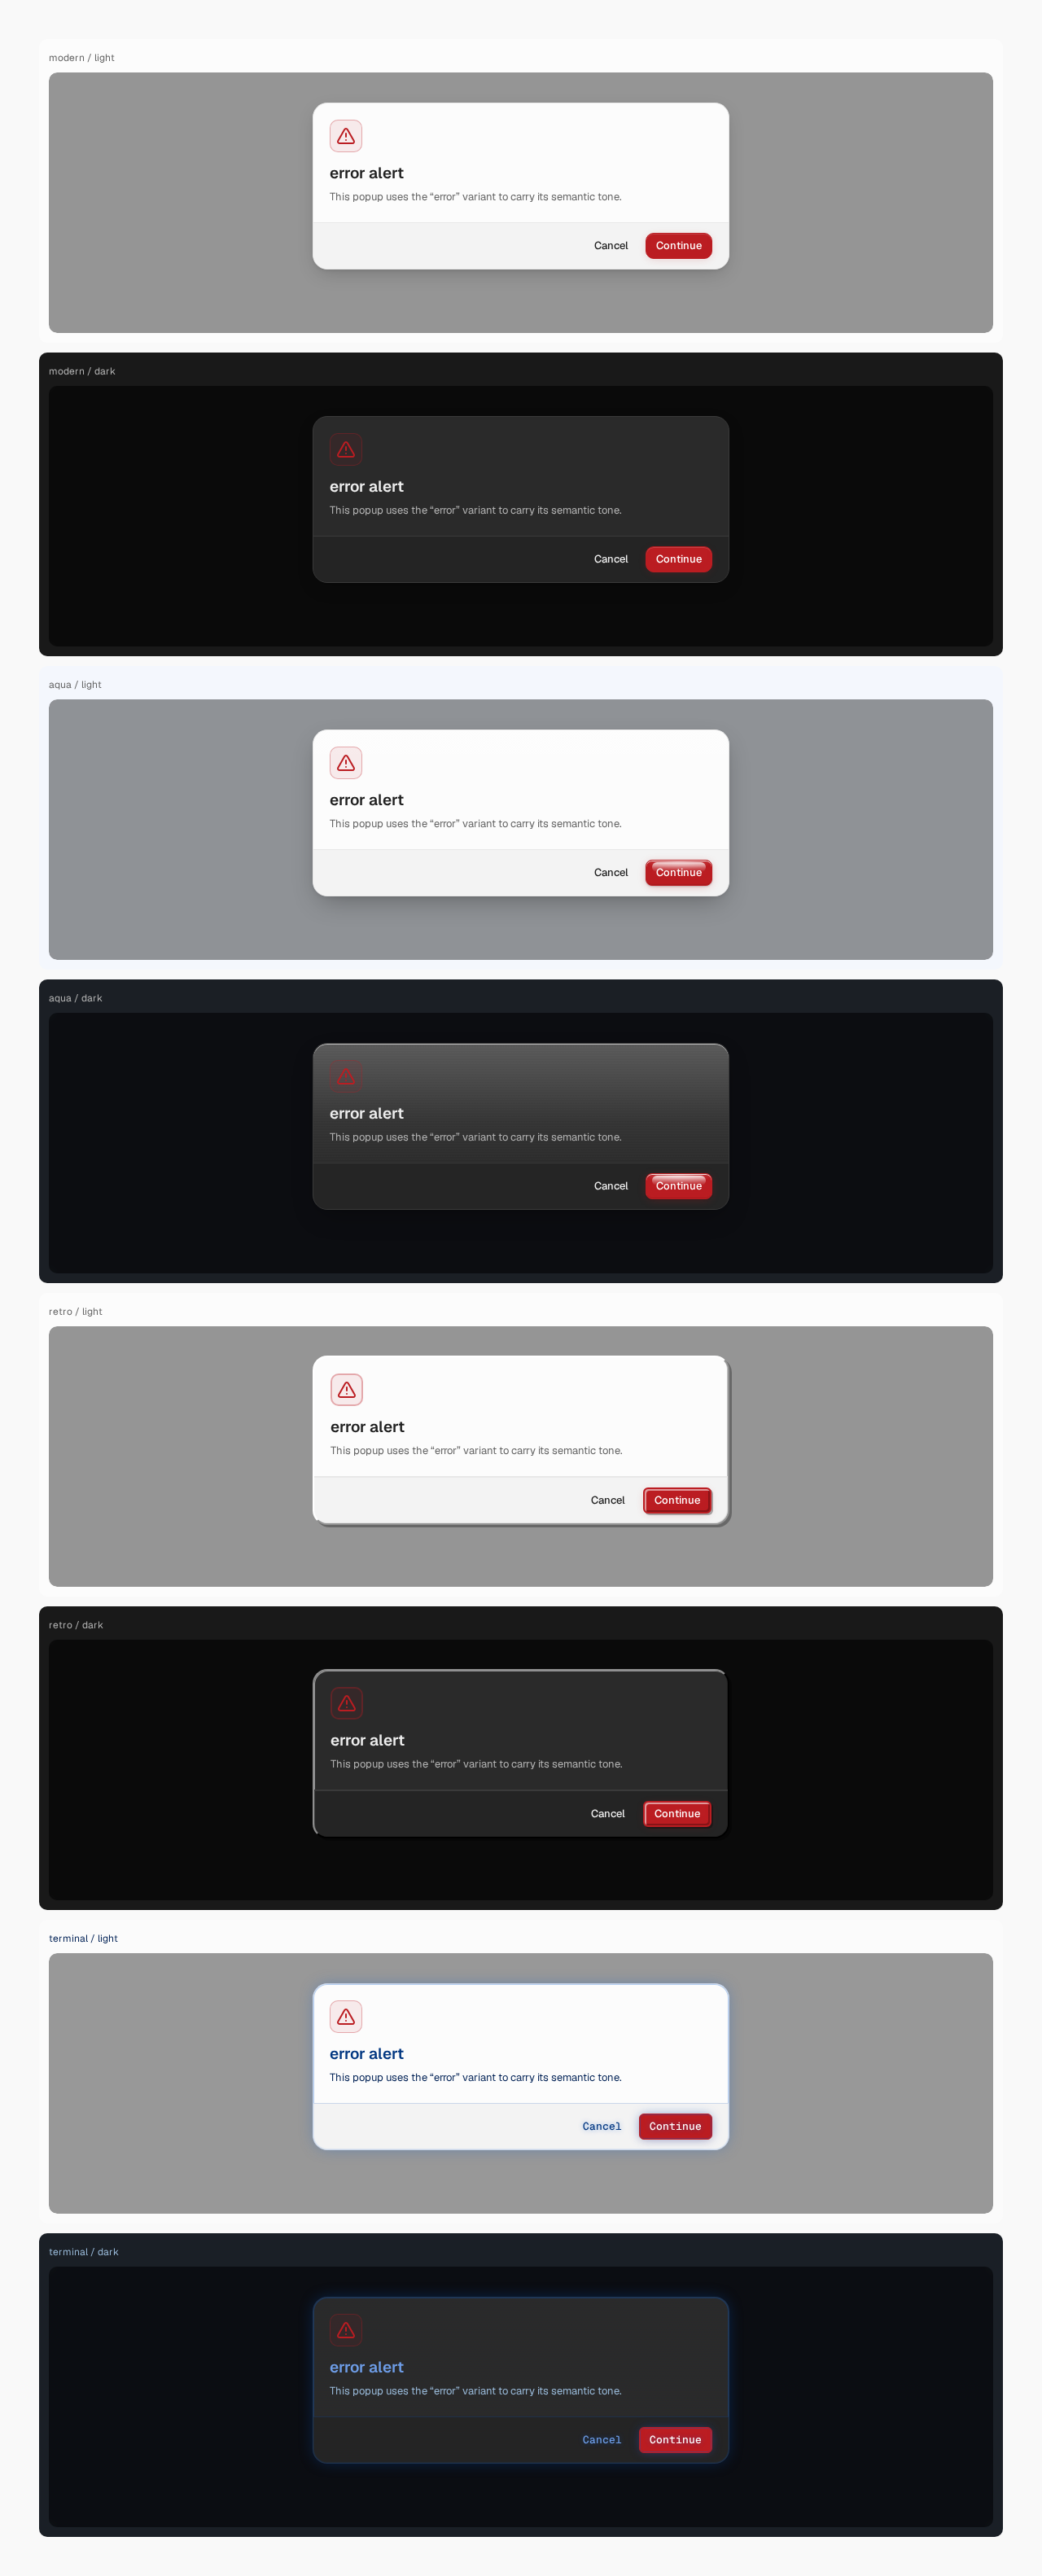 modern / light
error alert
This popup uses the “error” variant to carry its semantic tone.
Cancel
Continue
modern / dark
error alert
This popup uses the “error” variant to carry its semantic tone.
Cancel
Continue
aqua / light
error alert
This popup uses the “error” variant to carry its semantic tone.
Cancel
Continue
aqua / dark
error alert
This popup uses the “error” variant to carry its semantic tone.
Cancel
Continue
retro / light
error alert
This popup uses the “error” variant to carry its semantic tone.
Cancel
Continue
retro / dark
error alert
This popup uses the “error” variant to carry its semantic tone.
Cancel
Continue
terminal / light
error alert
This popup uses the “error” variant to carry its semantic tone.
Cancel
Continue
terminal / dark
error alert
This popup uses the “error” variant to carry its semantic tone.
Cancel
Continue